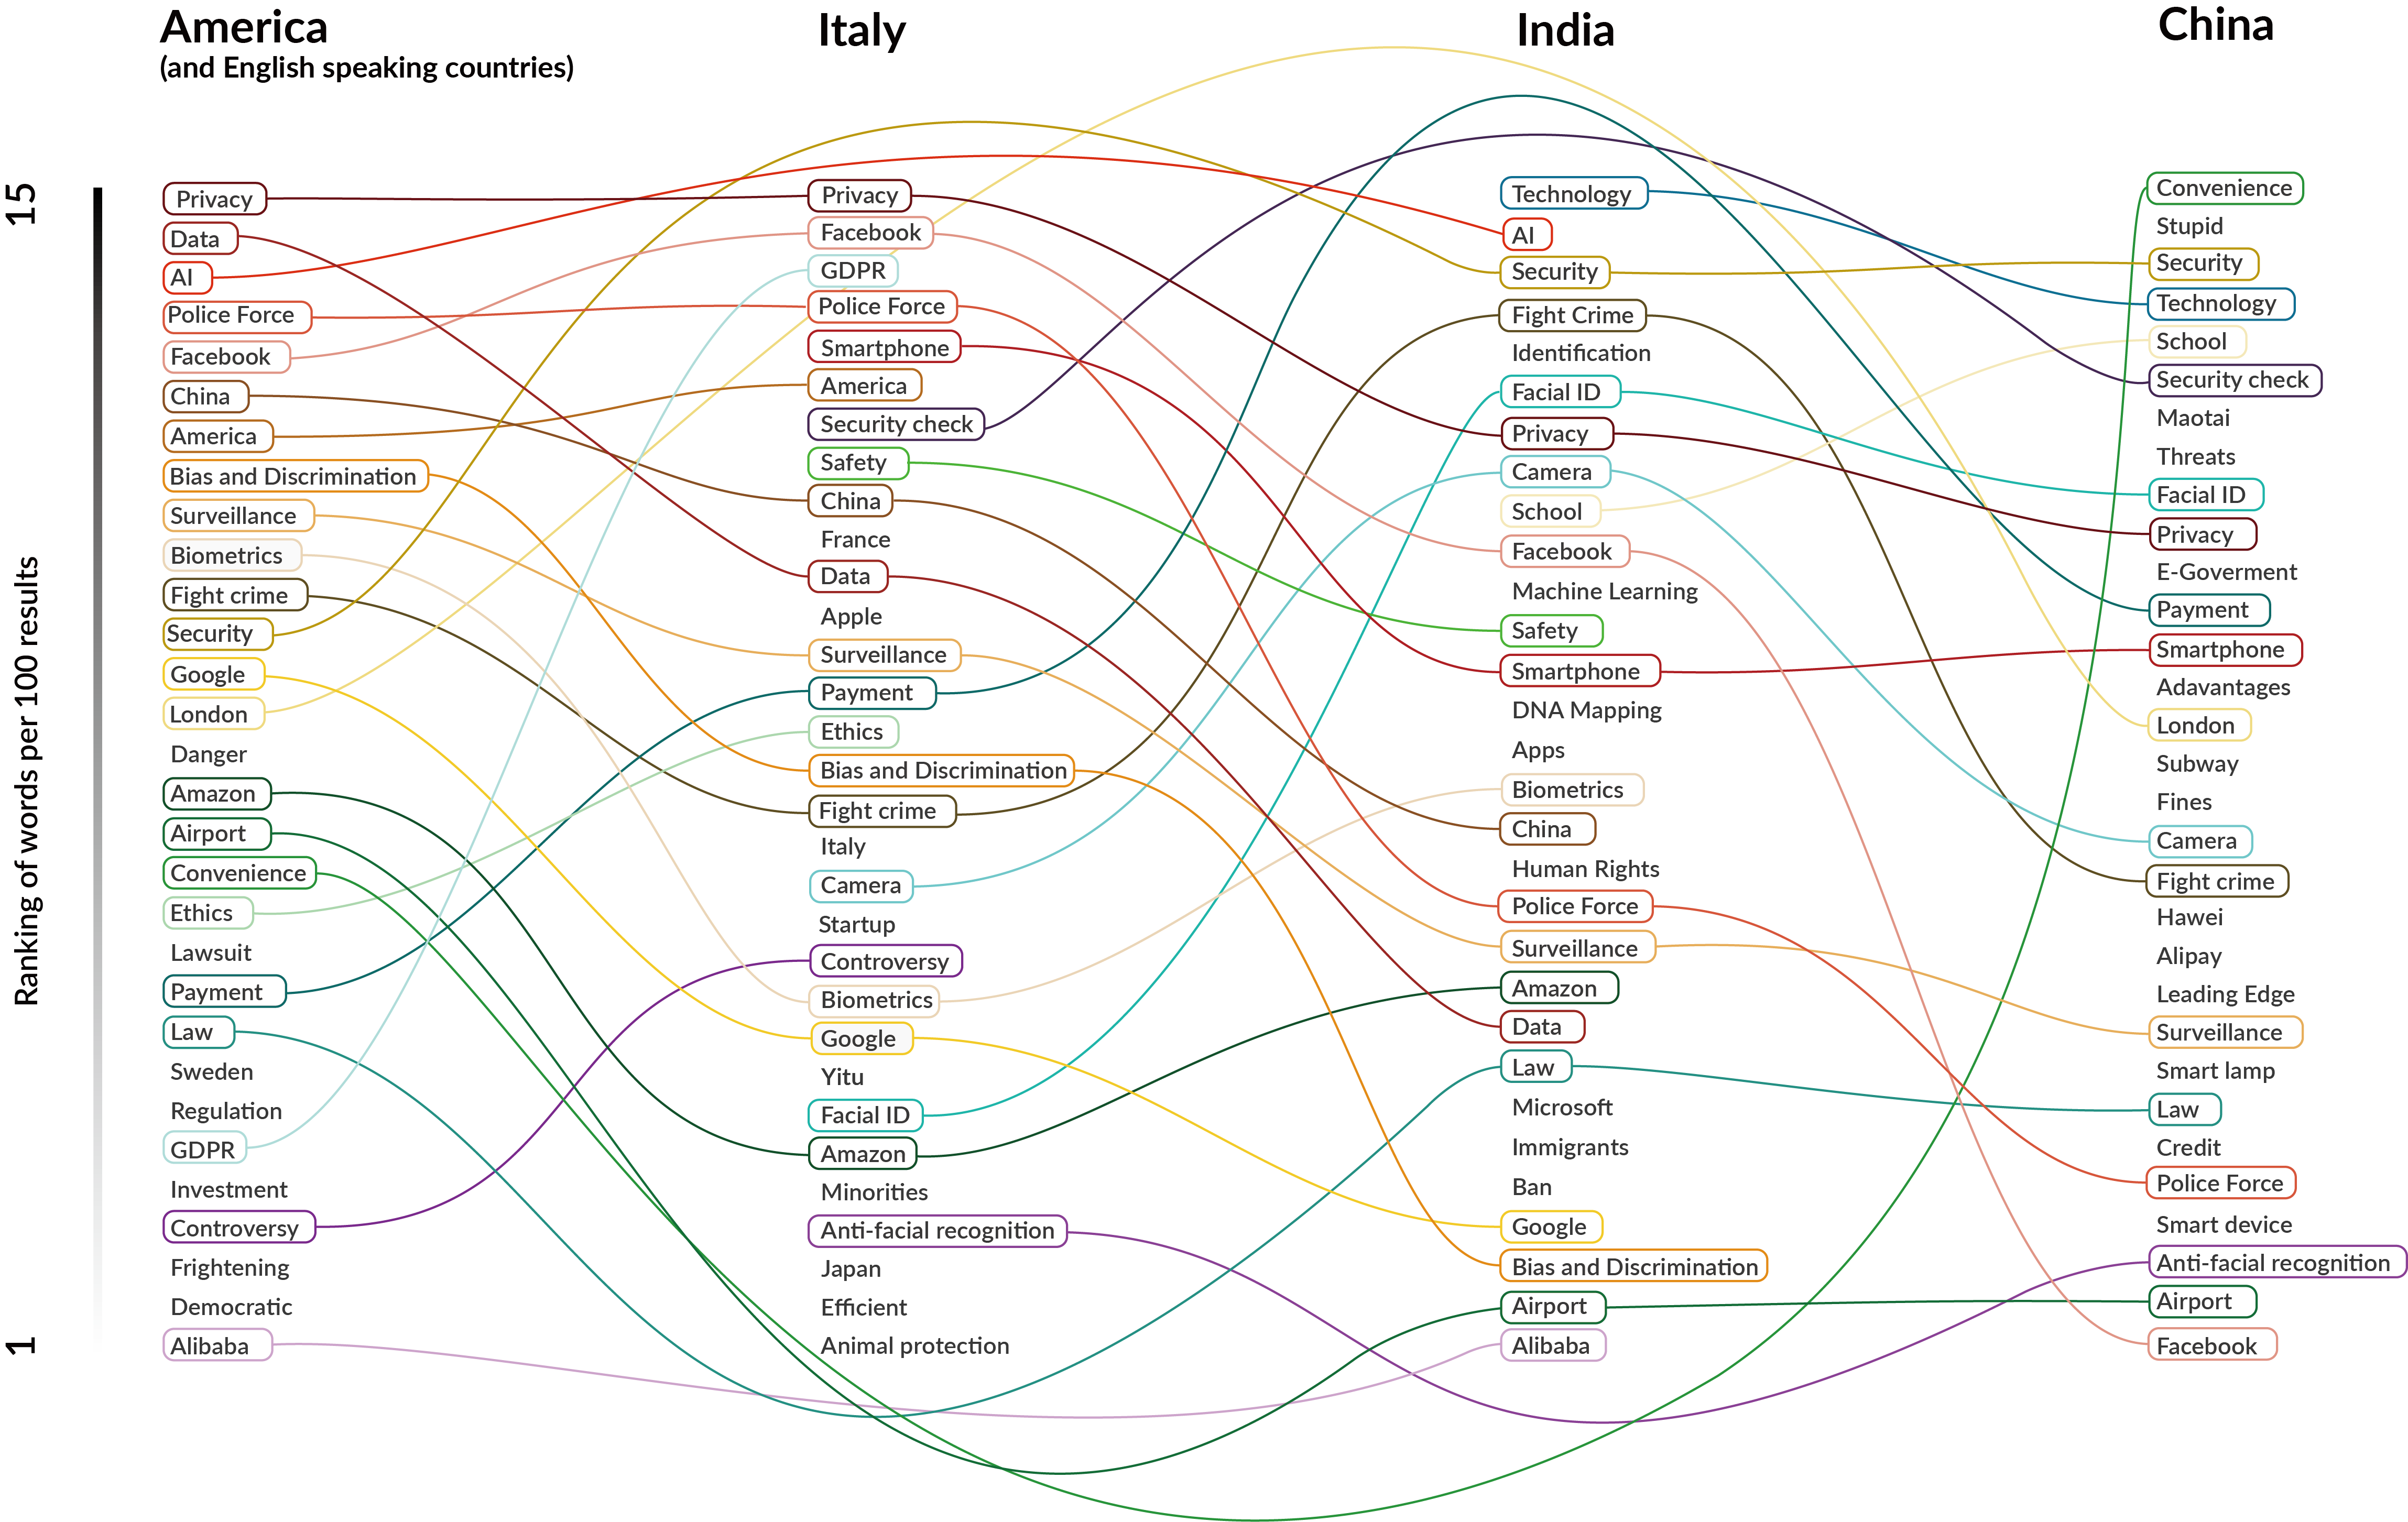 America
(and English speaking countries)
Italy
India
China
15
Ranking of words per 100 results
1
Privacy
Data
AI
Police Force
Facebook
China
America
Bias and Discrimination
Surveillance
Biometrics
Fight crime
Security
Google
London
Danger
Amazon
Airport
Convenience
Ethics
Lawsuit
Payment
Law
Sweden
Regulation
GDPR
Investment
Controversy
Frightening
Democratic
Alibaba
Privacy
Facebook
GDPR
Police Force
Smartphone
America
Security check
Safety
China
France
Data
Apple
Surveillance
Payment
Ethics
Bias and Discrimination
Fight crime
Italy
Camera
Startup
Controversy
Biometrics
Google
Yitu
Facial ID
Amazon
Minorities
Anti-facial recognition
Japan
Efficient
Animal protection
Technology
AI
Security
Fight Crime
Identification
Facial ID
Privacy
Camera
School
Facebook
Machine Learning
Safety
Smartphone
DNA Mapping
Apps
Biometrics
China
Human Rights
Police Force
Surveillance
Amazon
Data
Law
Microsoft
Immigrants
Ban
Google
Bias and Discrimination
Airport
Alibaba
Convenience
Stupid
Security
Technology
School
Security check
Maotai
Threats
Facial ID
Privacy
E-Goverment
Payment
Smartphone
Adavantages
London
Subway
Fines
Camera
Fight crime
Hawei
Alipay
Leading Edge
Surveillance
Smart lamp
Law
Credit
Police Force
Smart device
Anti-facial recognition
Airport
Facebook